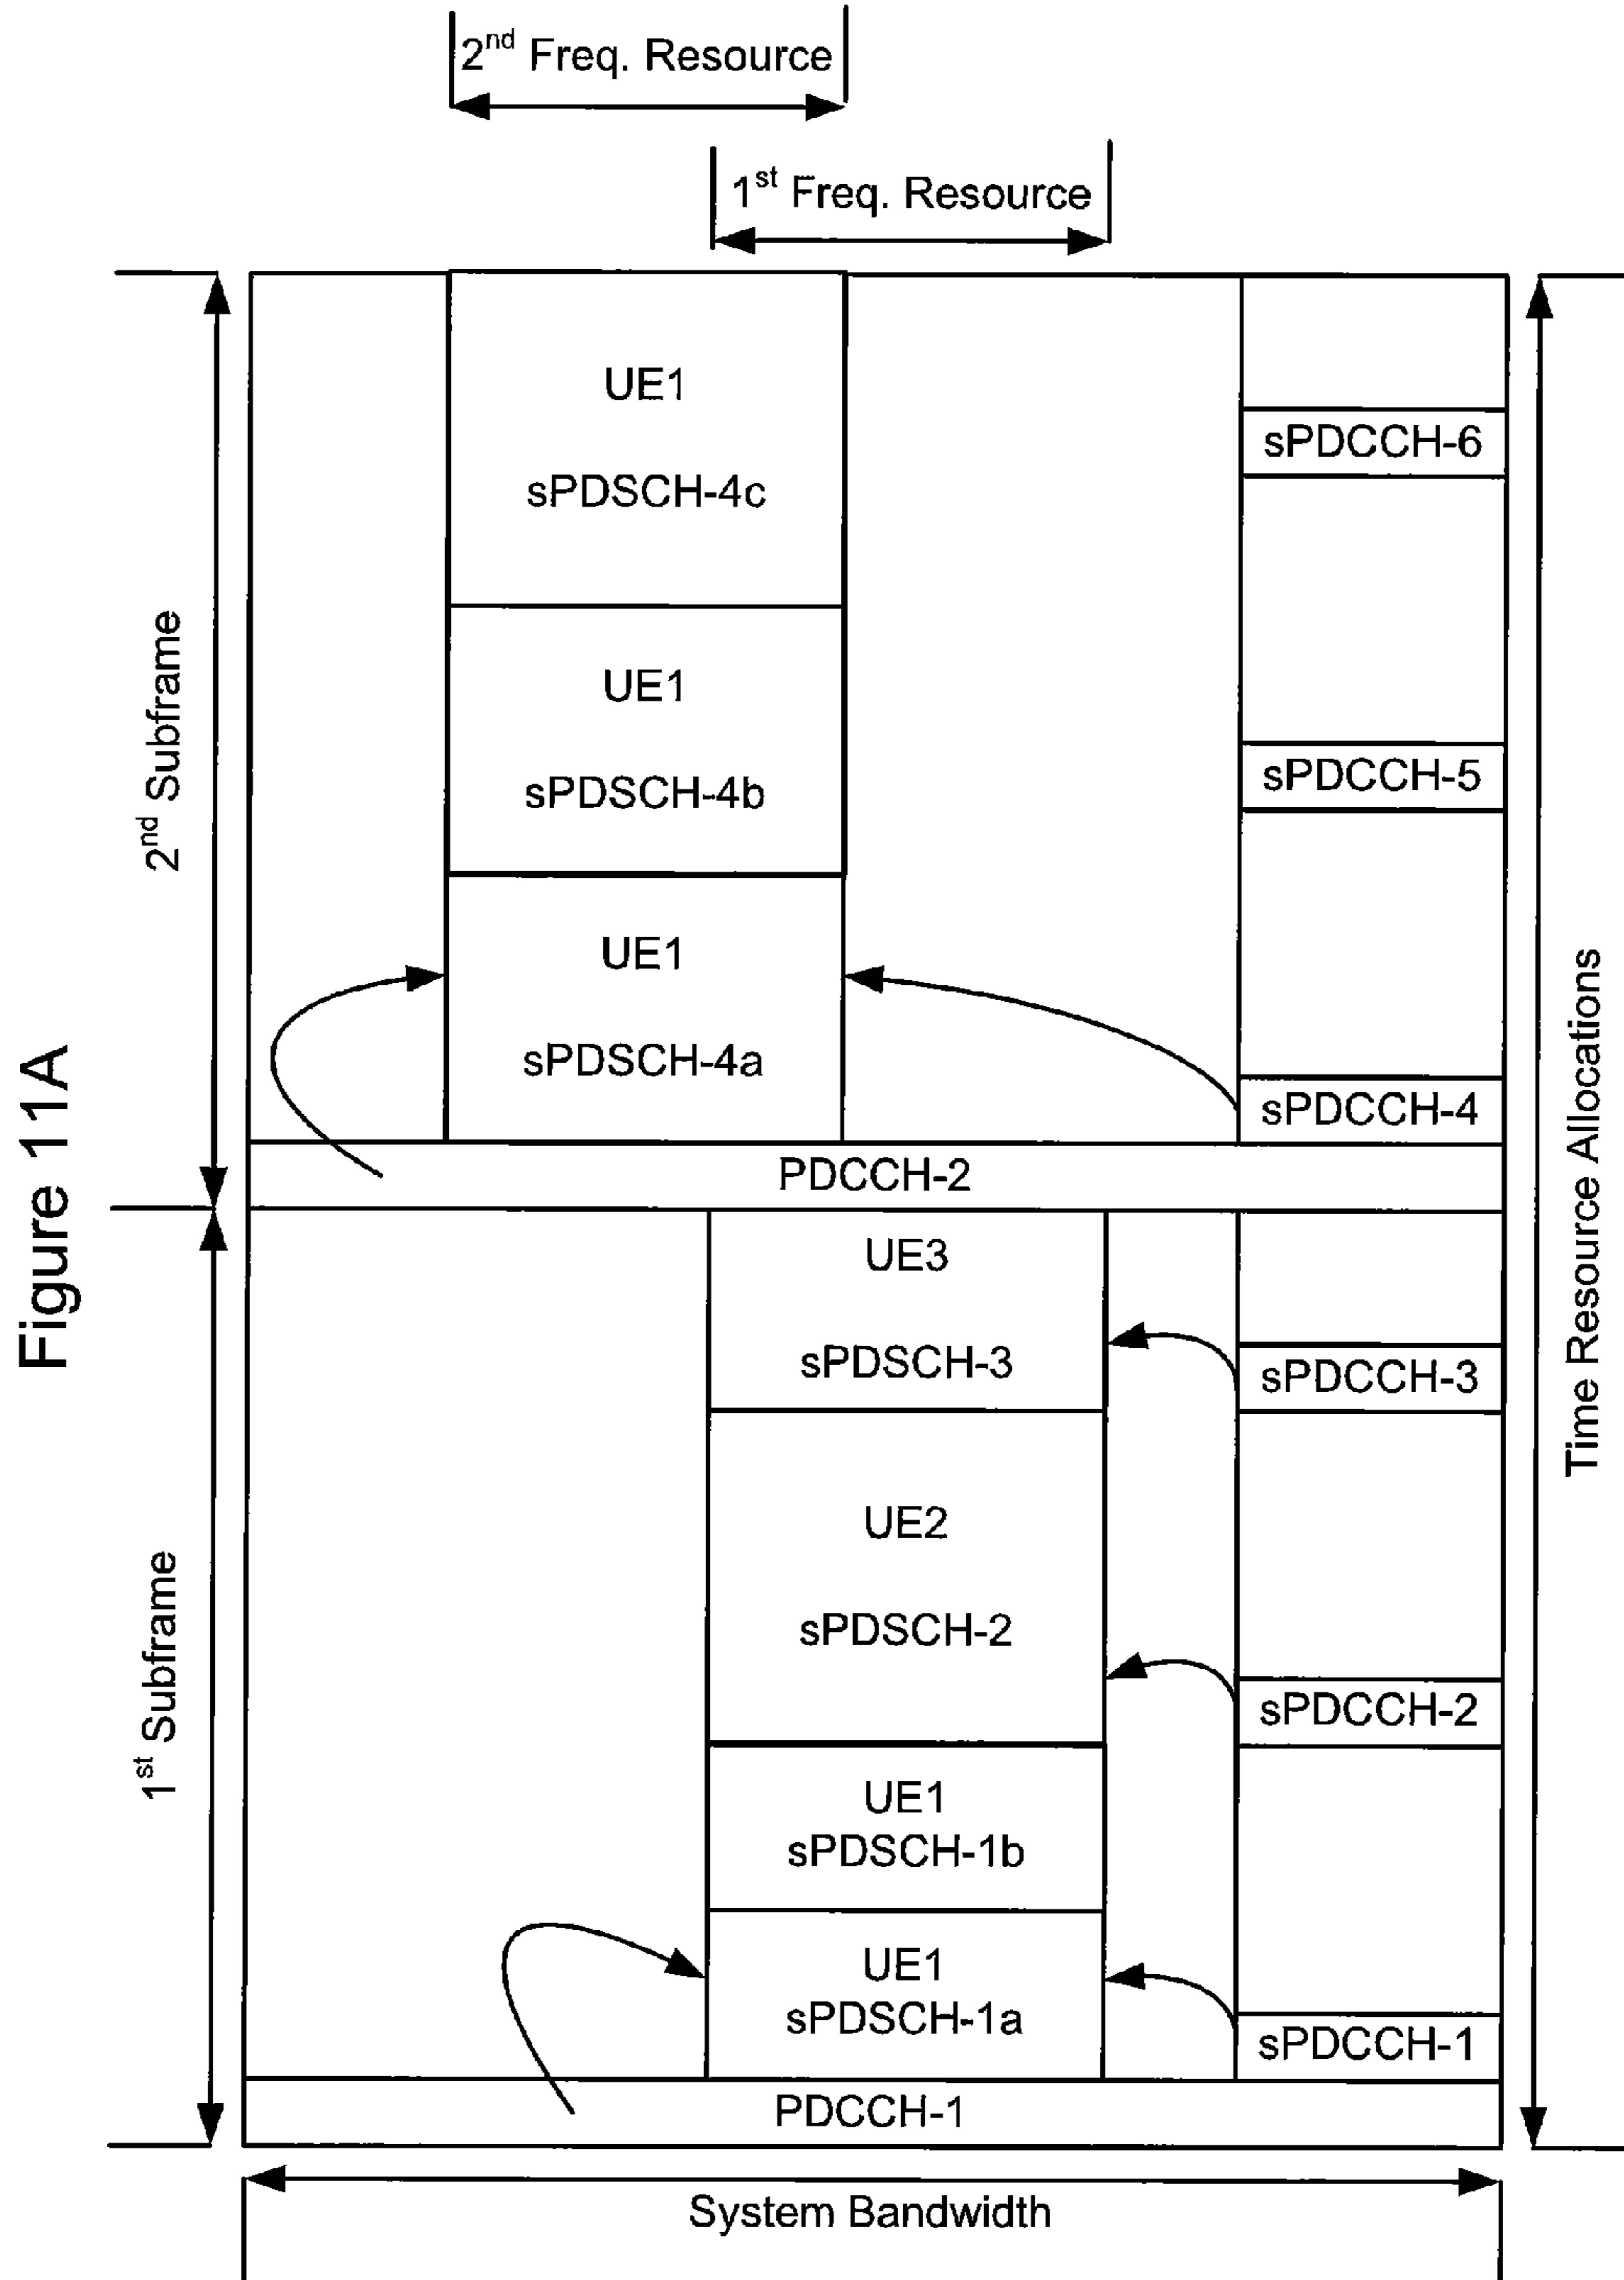 2nd Freq. Resource
1st Freq. Resource
UE1
sPDSCH-4c
sPDCCH-6
UE1
sPDSCH-4b
sPDCCH-5
2nd Subframe
UE1
sPDSCH-4a
sPDCCH-4
PDCCH-2
Figure 11A
Time Resource Allocations
UE3
sPDSCH-3
sPDCCH-3
UE2
sPDSCH-2
sPDCCH-2
1st Subframe
UE1
sPDSCH-1b
UE1
sPDSCH-1a
sPDCCH-1
PDCCH-1
System Bandwidth